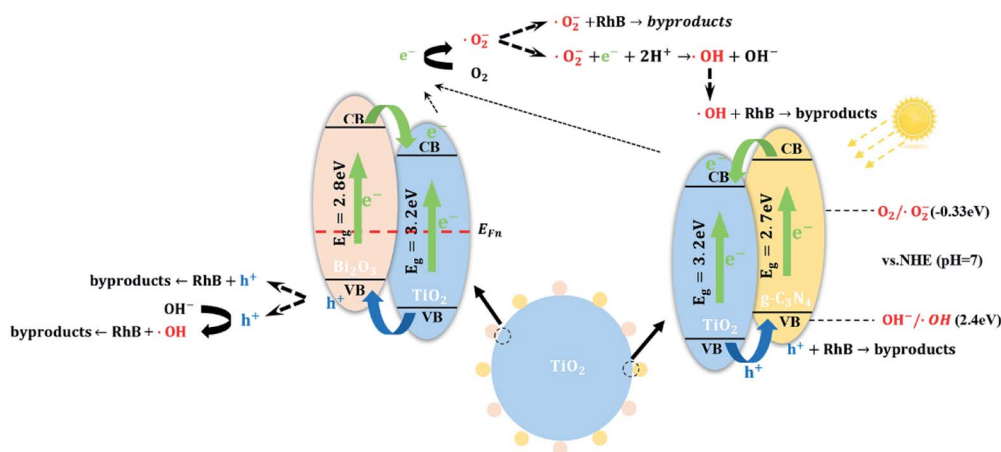 · O₂⁻ + RhB → byproducts
e⁻
· O₂⁻
· O₂⁻ + e⁻ + 2H⁺ → · OH + OH⁻
O₂
· OH + RhB → byproducts
CB
e⁻
CB
E_g = 2.8eV
e⁻
E_g = 3.2eV
e⁻
E_Fn
Bi₂O₃
VB
TiO₂
VB
h⁺
byproducts ← RhB + h⁺
OH⁻
h⁺
byproducts ← RhB + · OH
TiO₂
CB
e⁻
CB
E_g = 3.2eV
e⁻
E_g = 2.7eV
e⁻
O₂/· O₂⁻ (-0.33eV)
vs.NHE (pH=7)
g-C₃N₄
TiO₂
VB
OH⁻/· OH (2.4eV)
VB
h⁺
h⁺ + RhB → byproducts